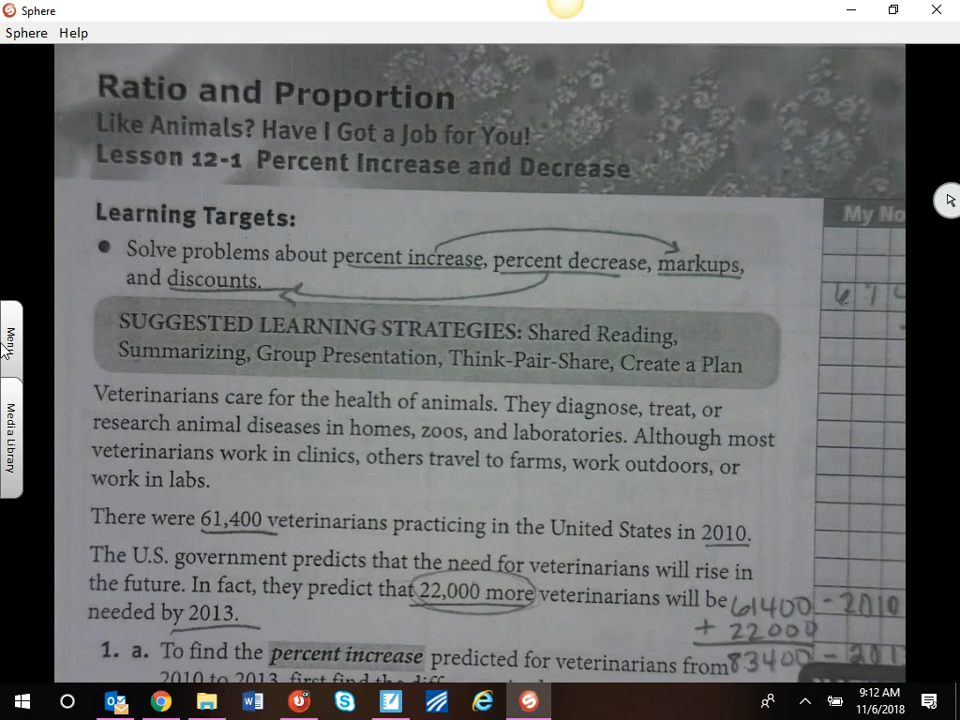 Sphere
Sphere Help
Ratio and Proportion
Like Animals? Have I Got a Job for You!
Lesson 12-1 Percent Increase and Decrease
My No
Learning Targets:
● Solve problems about percent increase, percent decrease, markups,
and discounts.
SUGGESTED LEARNING STRATEGIES: Shared Reading,
Summarizing, Group Presentation, Think-Pair-Share, Create a Plan
Veterinarians care for the health of animals. They diagnose, treat, or
research animal diseases in homes, zoos, and laboratories. Although most
veterinarians work in clinics, others travel to farms, work outdoors, or
work in labs.
There were 61,400 veterinarians practicing in the United States in 2010.
The U.S. government predicts that the need for veterinarians will rise in
the future. In fact, they predict that 22,000 more veterinarians will be
needed by 2013.
61400 - 2010
+ 22000
83400 - 201
1. a. To find the percent increase predicted for veterinarians from
2010 to 2013, first find the
Menu
Media Library
9:12 AM
11/6/2018